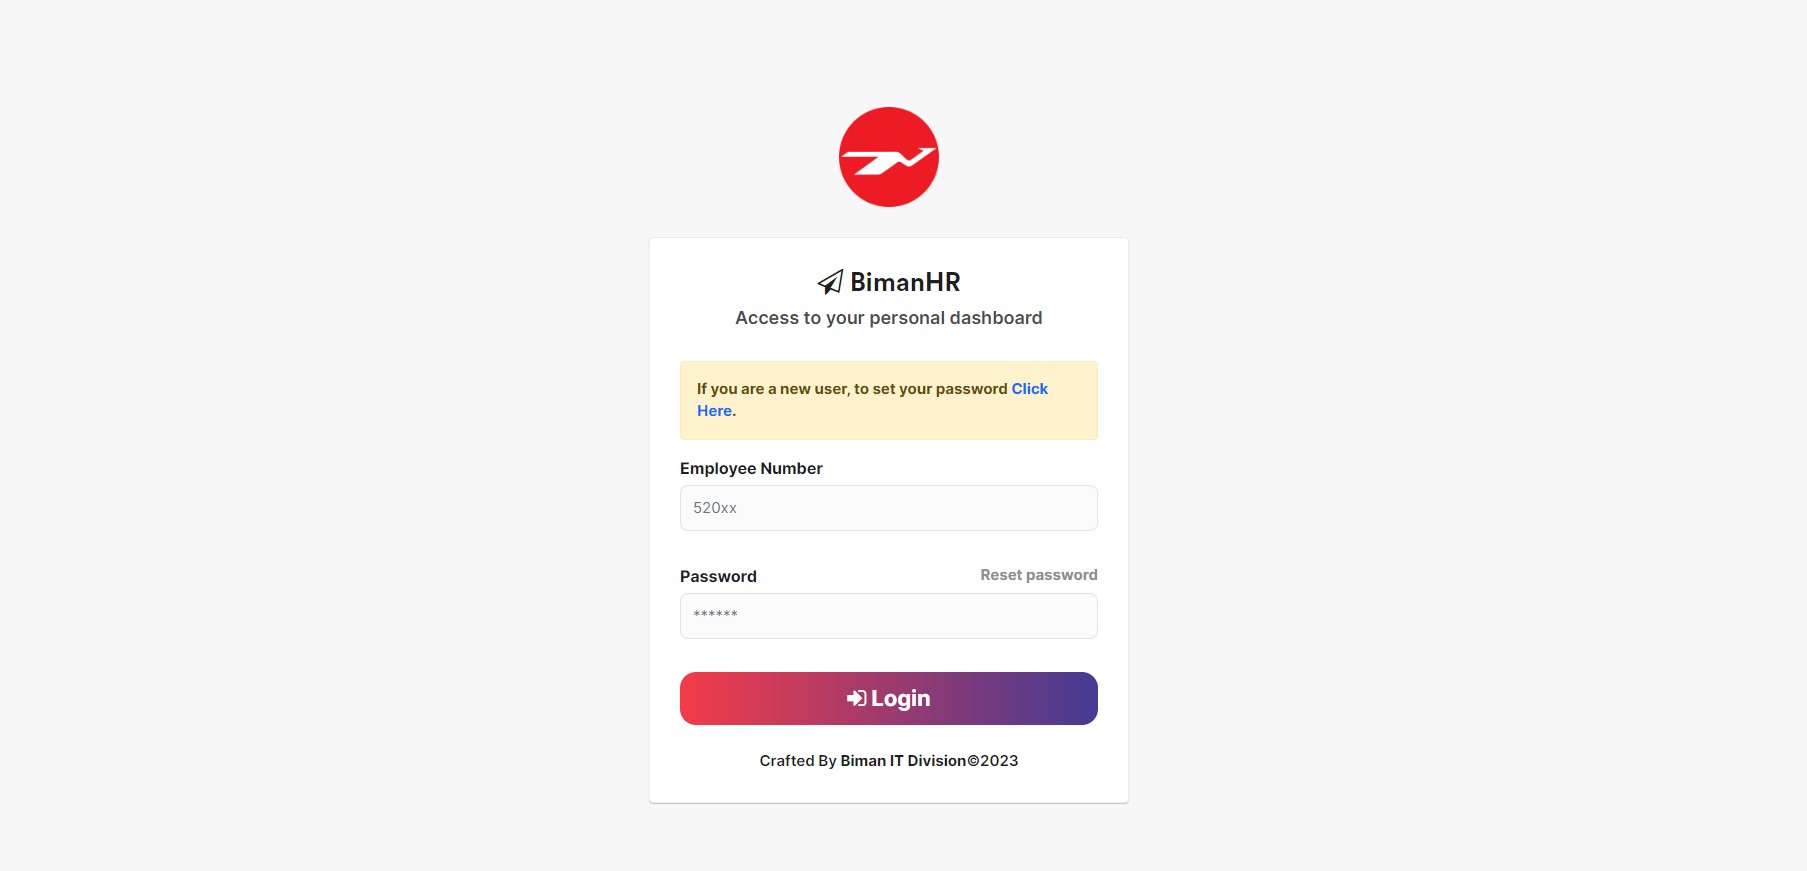 BimanHR
Access to your personal dashboard
If you are a new user, to set your password Click
Here.
Employee Number
520xx
Password
Reset password
******
Login
Crafted By Biman IT Division©2023